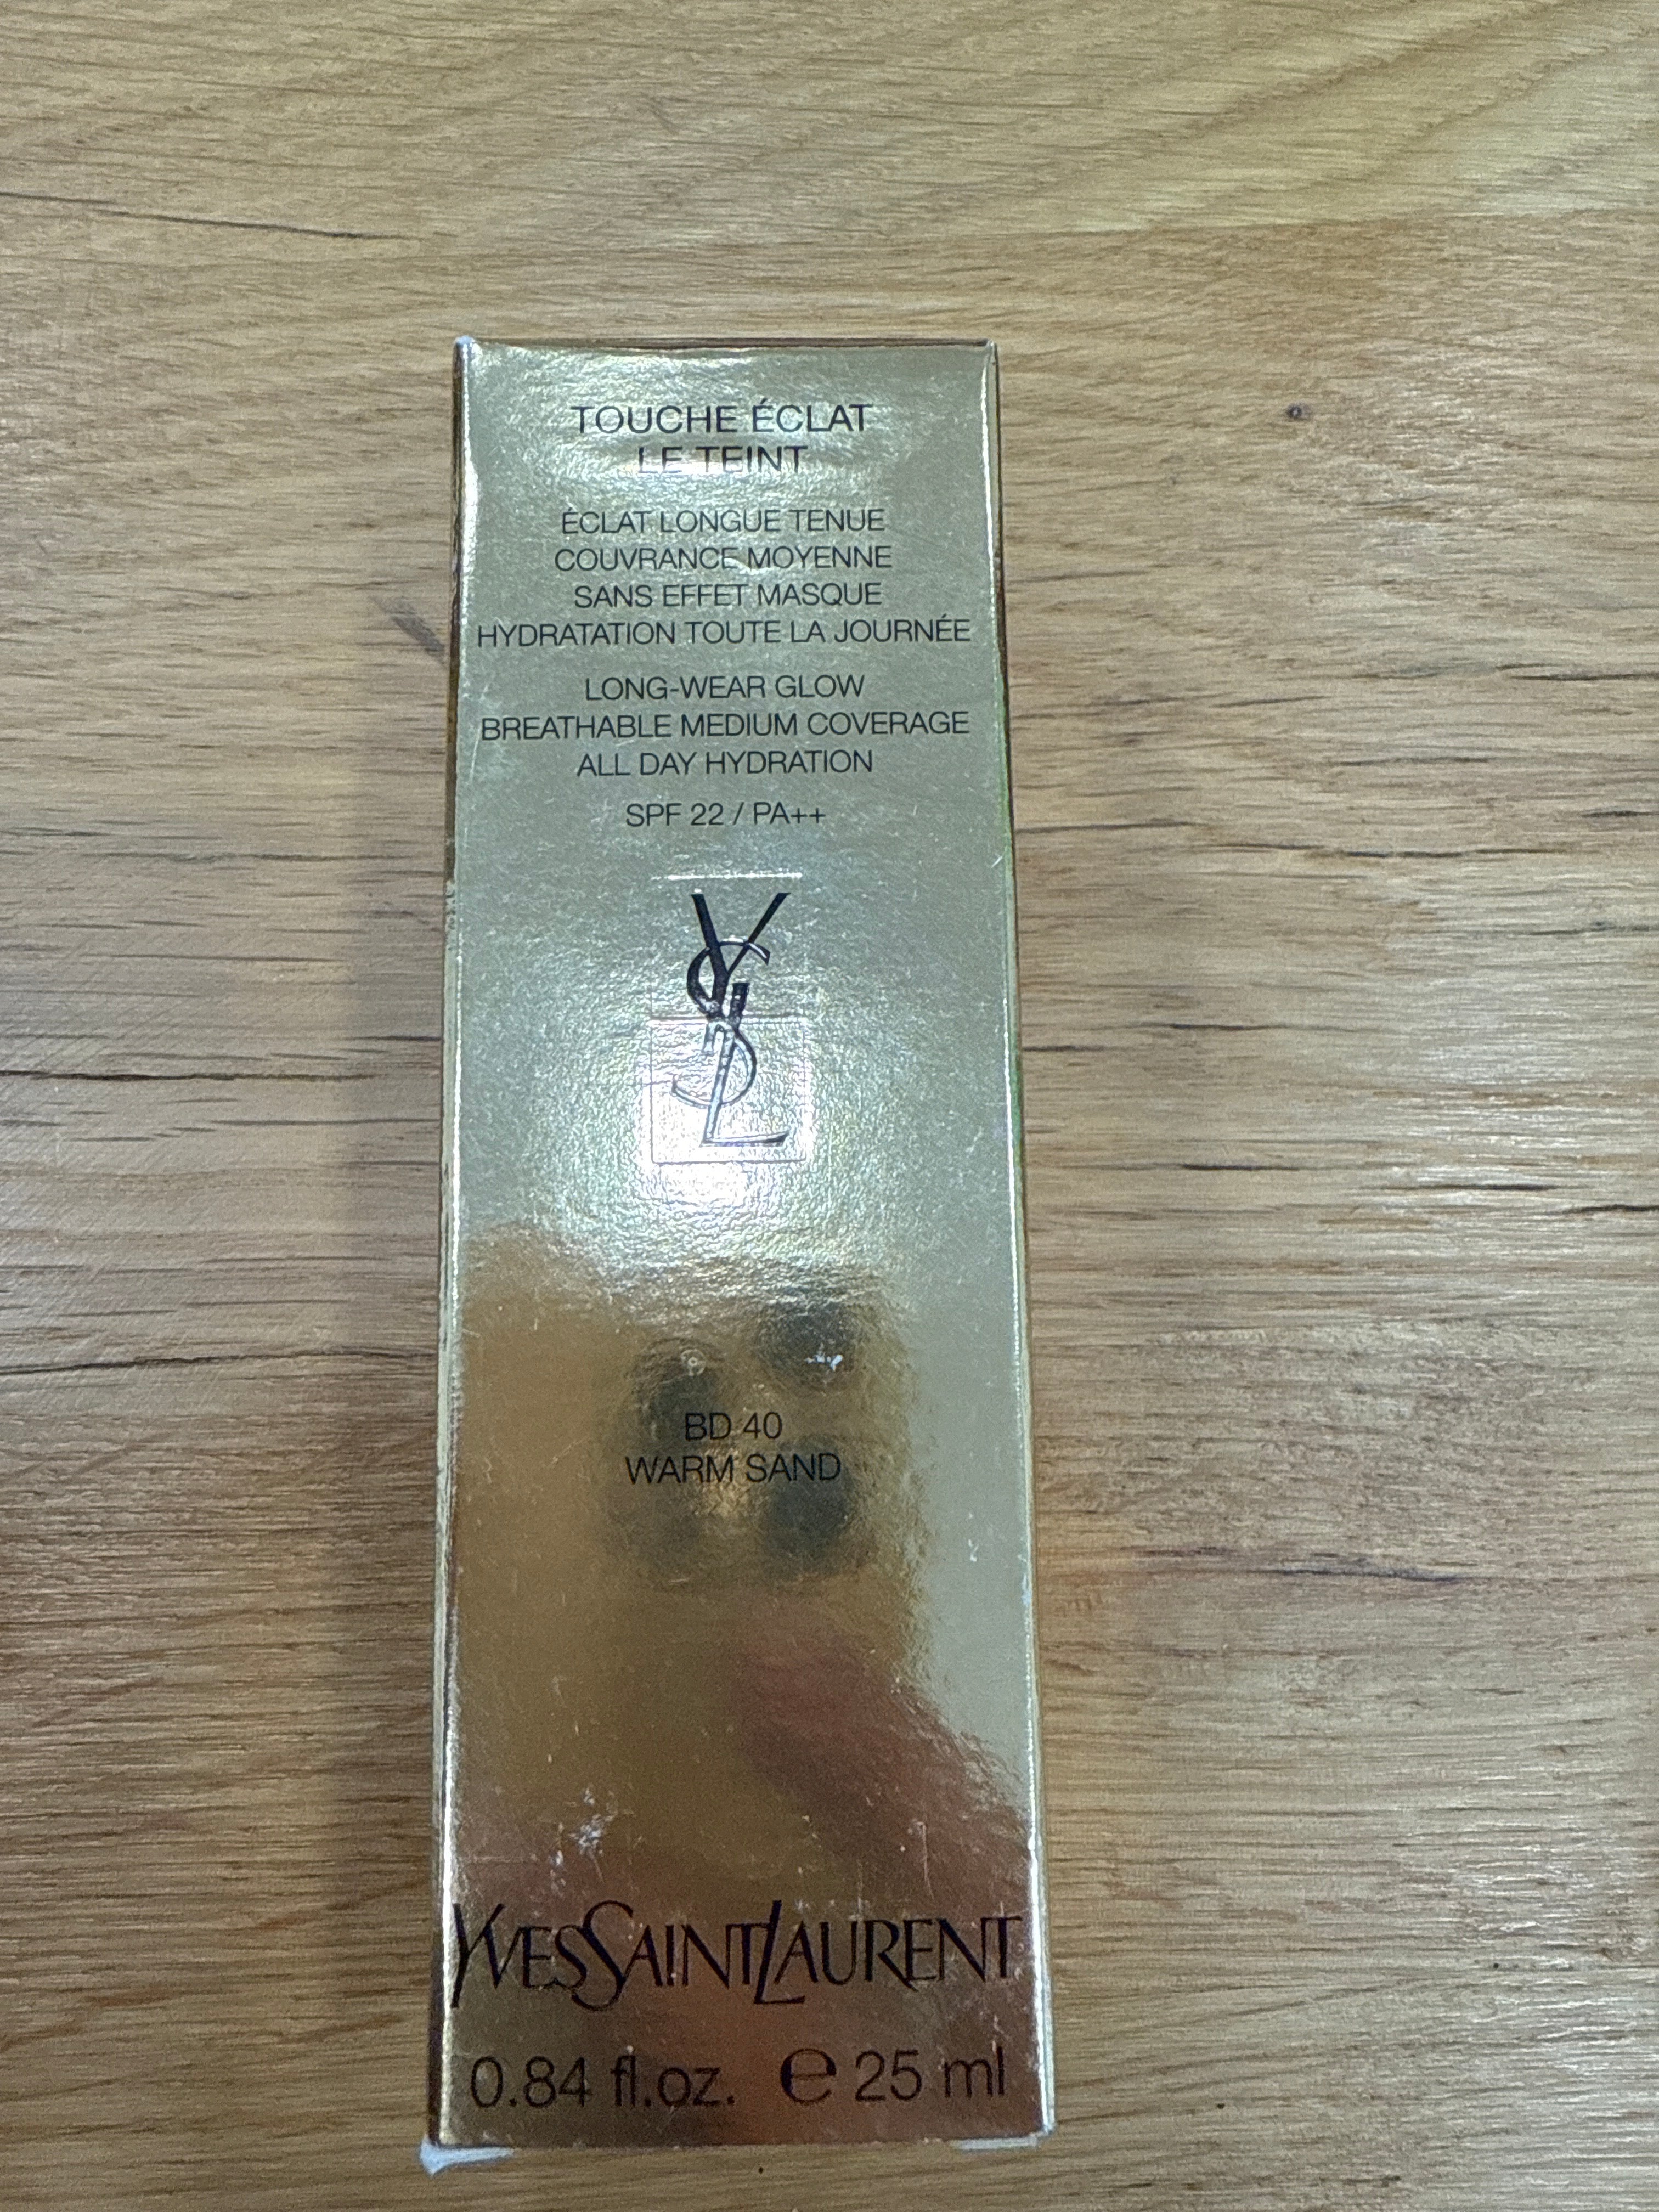 TOUCHE ÉCLAT
LE TEINT
ÉCLAT LONGUE TENUE
COUVRANCE MOYENNE
SANS EFFET MASQUE
HYDRATATION TOUTE LA JOURNÉE
LONG-WEAR GLOW
BREATHABLE MEDIUM COVERAGE
ALL DAY HYDRATION
SPF 22 / PA++
YSL
BD 40
WARM SAND
YVESSAINTLAURENT
0.84 fl.oz. ℮ 25 ml